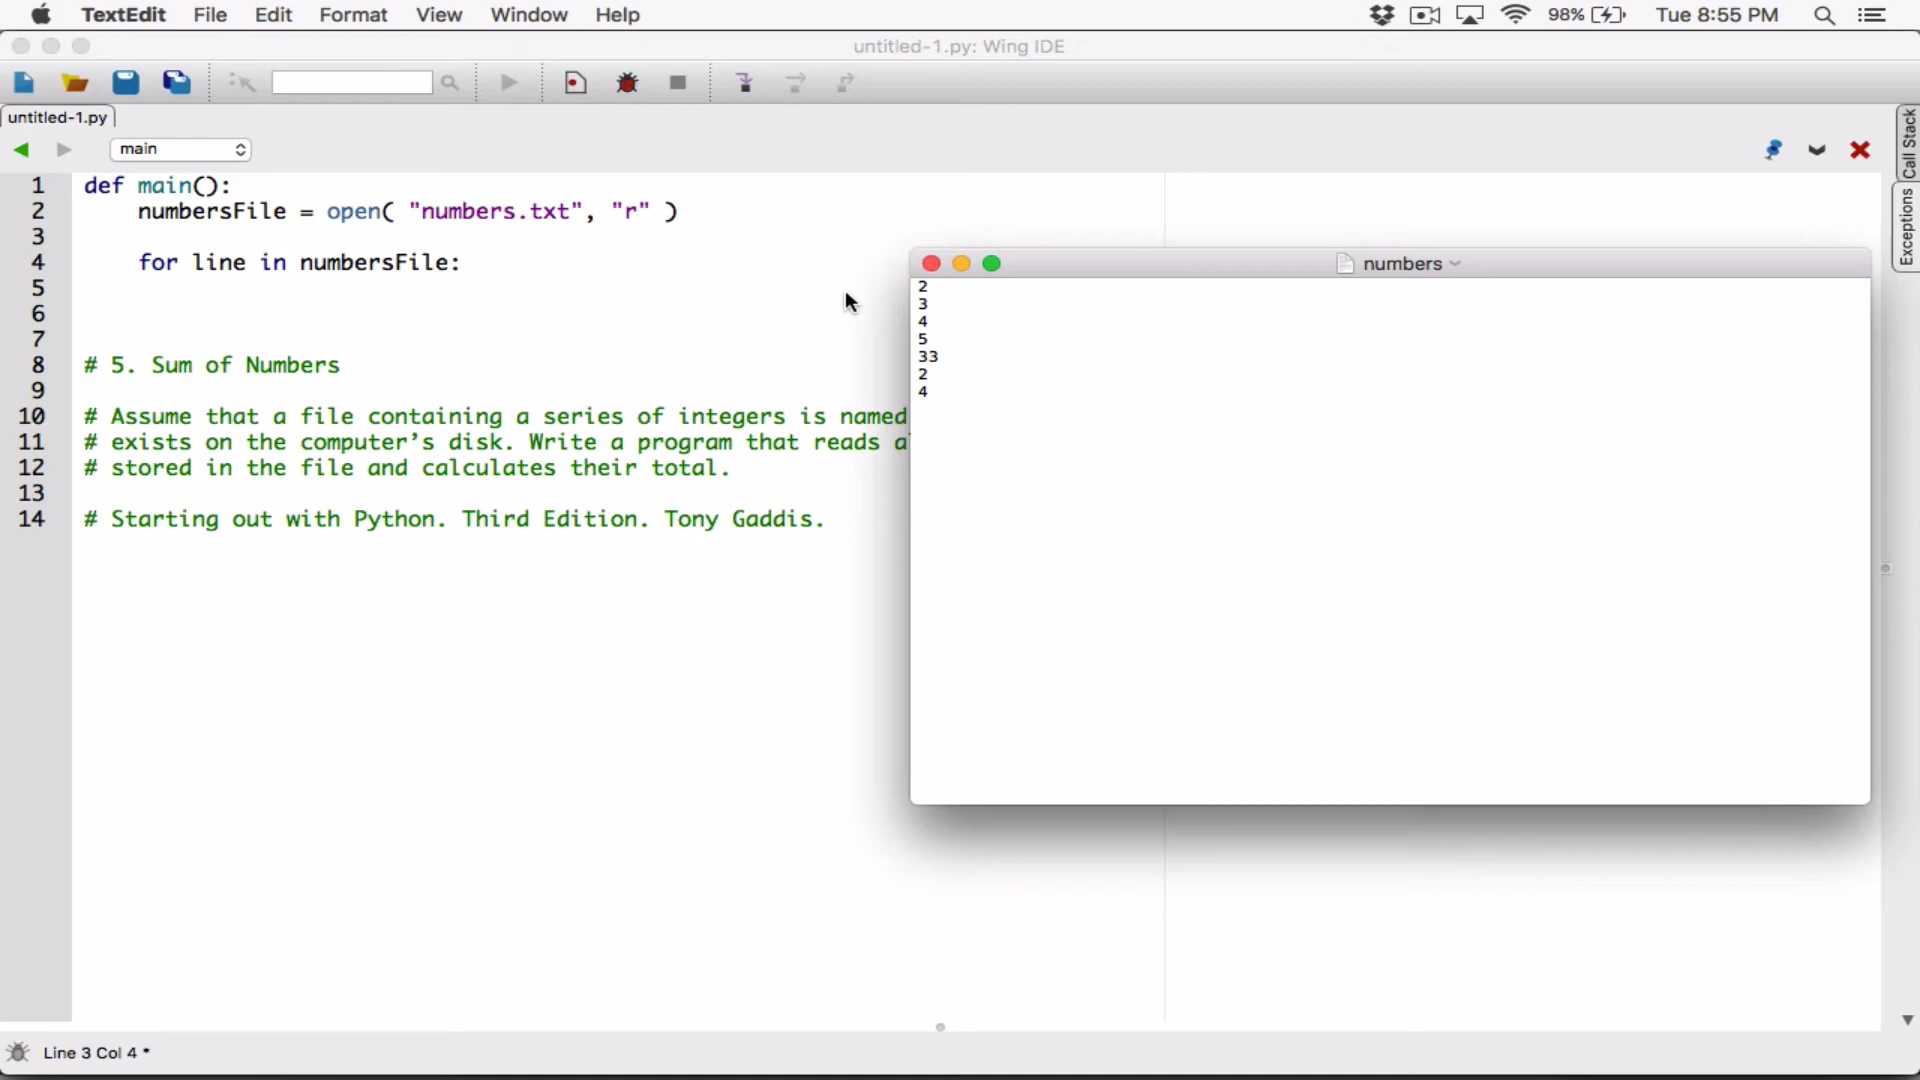 TextEdit File Edit Format View Window Help 98% Tue 8:55 PM
untitled-1.py: Wing IDE
untitled-1.py
main
Call Stack
Exceptions
1 def main():
2 numbersFile = open( "numbers.txt", "r" )
3
4 for line in numbersFile:
5
6
7
8 # 5. Sum of Numbers
9
10 # Assume that a file containing a series of integers is named
11 # exists on the computer’s disk. Write a program that reads
12 # stored in the file and calculates their total.
13
14 # Starting out with Python. Third Edition. Tony Gaddis.
numbers
2
3
4
5
33
2
4
Line 3 Col 4 *